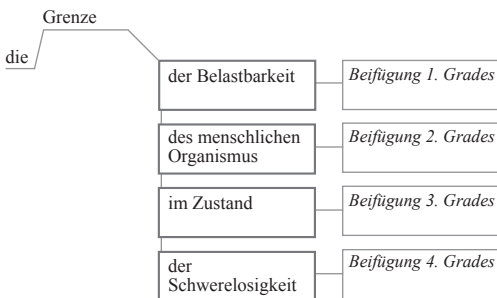 Grenze
die
der Belastbarkeit
Beifügung 1. Grades
des menschlichen
Organismus
Beifügung 2. Grades
im Zustand
Beifügung 3. Grades
der
Schwerelosigkeit
Beifügung 4. Grades